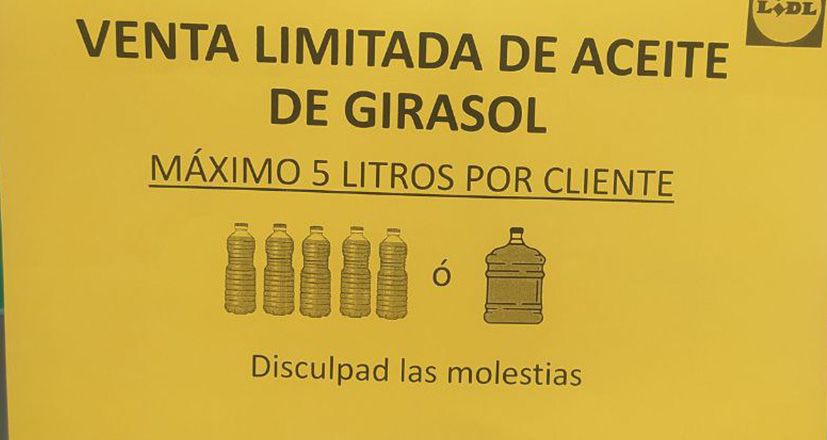 LIDL
VENTA LIMITADA DE ACEITE
DE GIRASOL
MÁXIMO 5 LITROS POR CLIENTE
ó
Disculpad las molestias